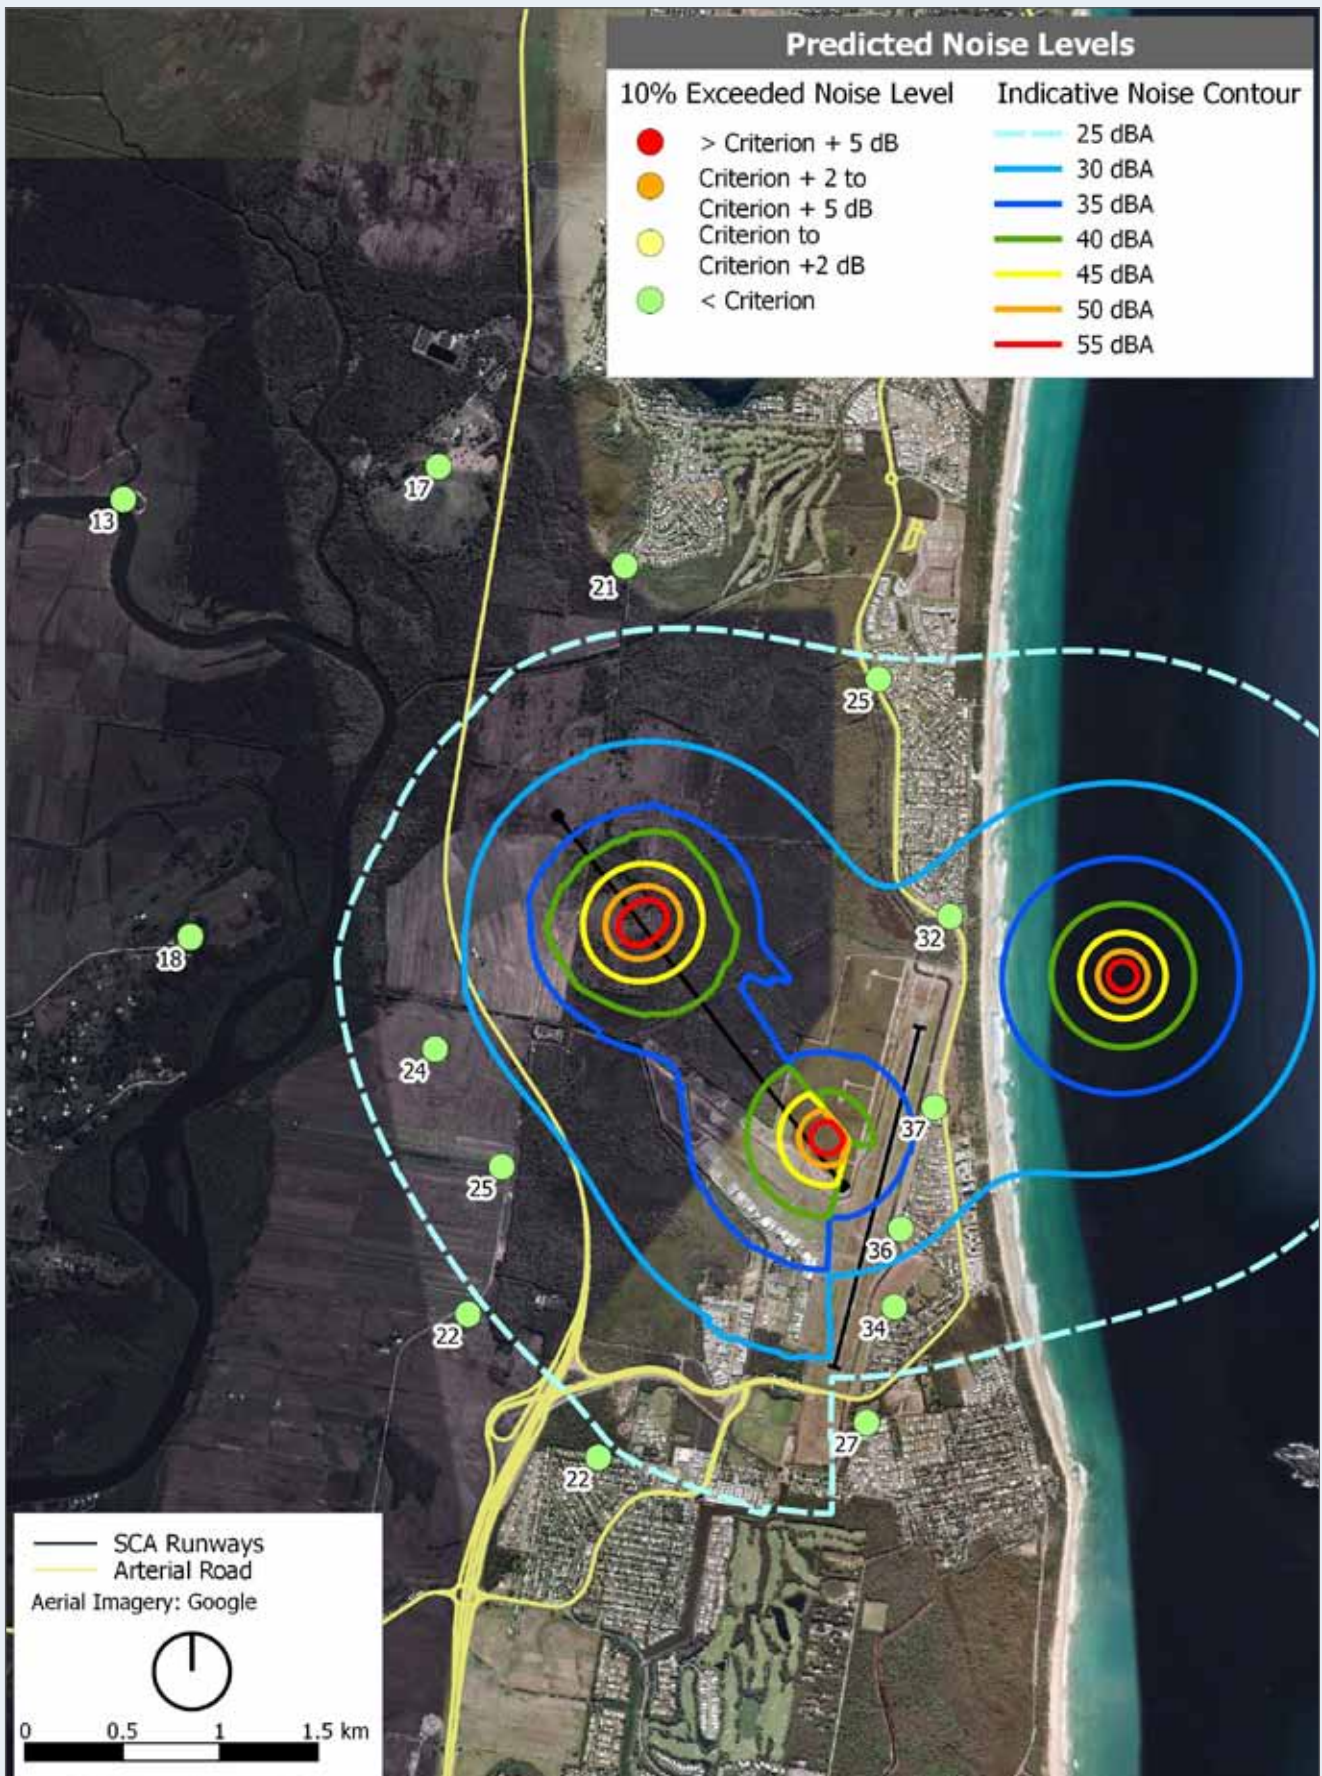 Predicted Noise Levels
10% Exceeded Noise Level
> Criterion + 5 dB
Criterion + 2 to
Criterion + 5 dB
Criterion to
Criterion +2 dB
< Criterion
Indicative Noise Contour
25 dBA
30 dBA
35 dBA
40 dBA
45 dBA
50 dBA
55 dBA
17
13
21
25
32
18
24
37
25
36
22
34
27
22
SCA Runways
Arterial Road
Aerial Imagery: Google
0 0.5 1 1.5 km